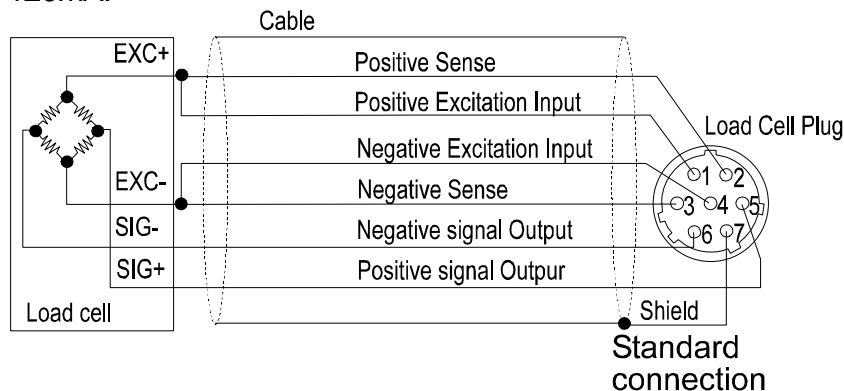 Cable
EXC+
Positive Sense
Positive Excitation Input
Load Cell Plug
Negative Excitation Input
EXC-
Negative Sense
SIG-
Negative signal Output
SIG+
Positive signal Outpur
Load cell
1
2
3
4
5
6
7
Shield
Standard
connection